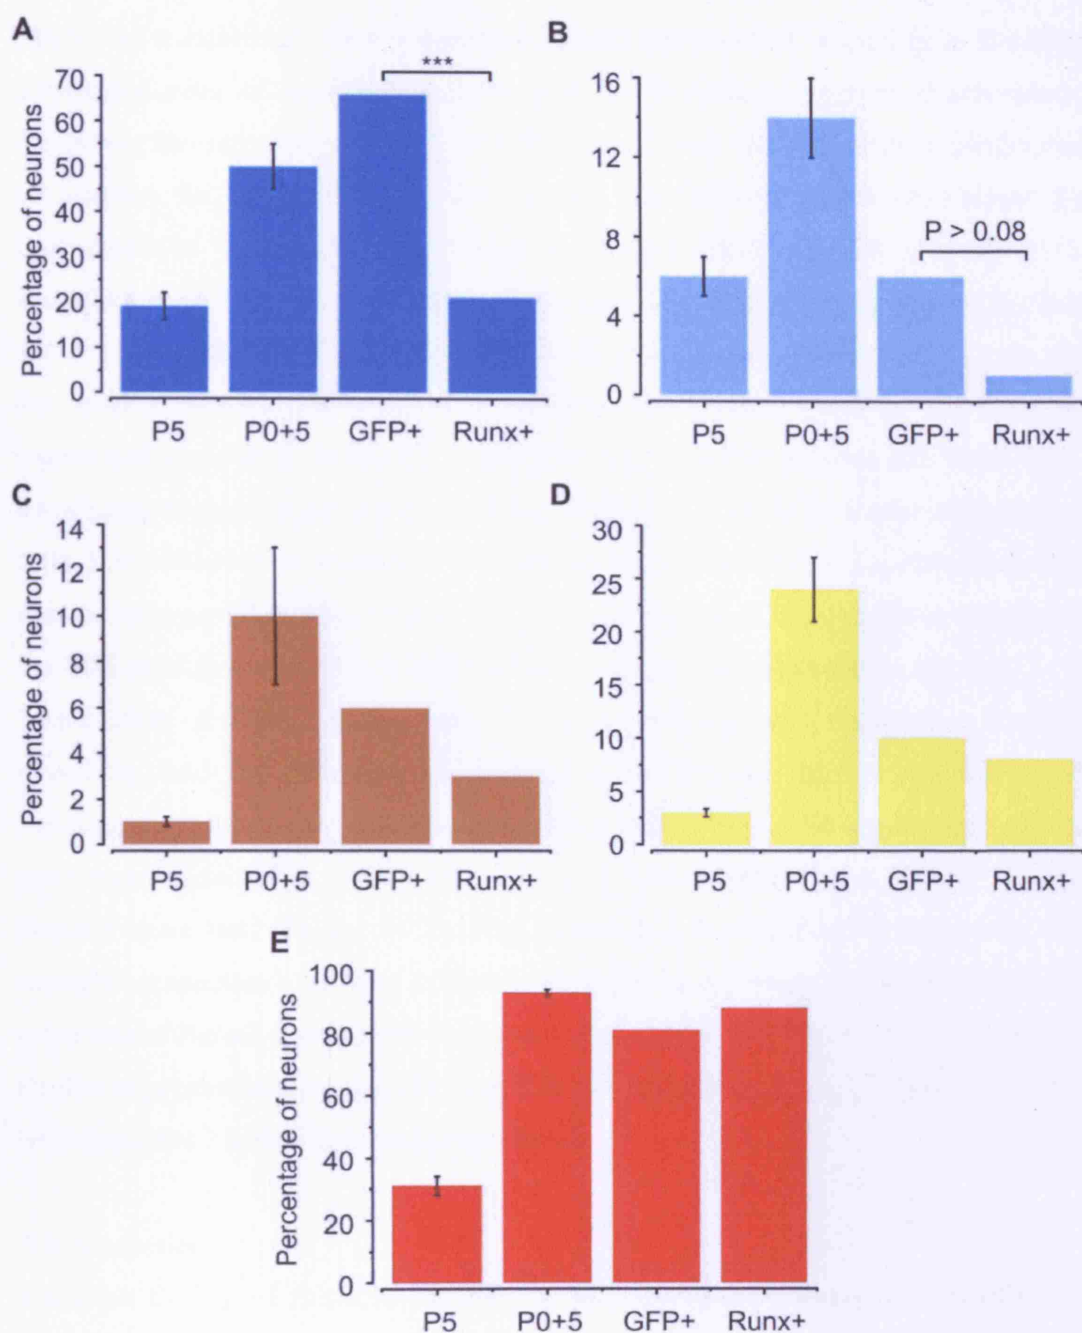 A
Percentage of neurons
70
60
50
40
30
20
10
0
***
P5 P0+5 GFP+ Runx+
B
16
12
8
4
0
P > 0.08
P5 P0+5 GFP+ Runx+
C
Percentage of neurons
14
12
10
8
6
4
2
0
P5 P0+5 GFP+ Runx+
D
30
25
20
15
10
5
0
P5 P0+5 GFP+ Runx+
E
Percentage of neurons
100
80
60
40
20
0
P5 P0+5 GFP+ Runx+